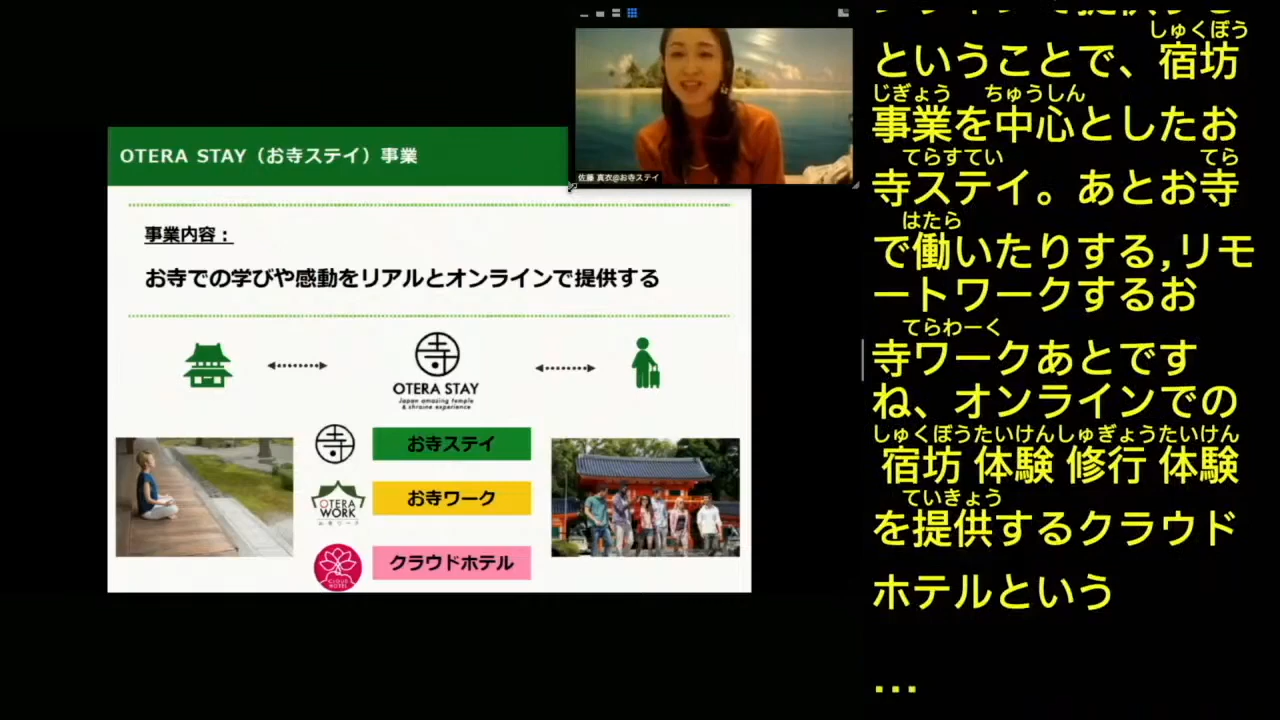 OTERA STAY（お寺ステイ）事業
事業内容：
お寺での学びや感動をリアルとオンラインで提供する
寺
OTERA STAY
Japan amazing temple
& shrine experience
寺
お寺ステイ
OTERA
WORK
お寺ワーク
お寺ワーク
CLOUD
HOTEL
クラウドホテル
佐藤 真衣@お寺ステイ
しゅくぼう
ということで、宿坊
じぎょう ちゅうしん
事業を中心としたお
てらすてい てら
寺ステイ。あとお寺
はたら
で働いたりする,リモ
ートワークするお
てらわーく
寺ワークあとです
ね、オンラインでの
しゅくぼうたいけんしゅぎょうたいけん
宿坊 体験 修行 体験
ていきょう
を提供するクラウド
ホテルという
...